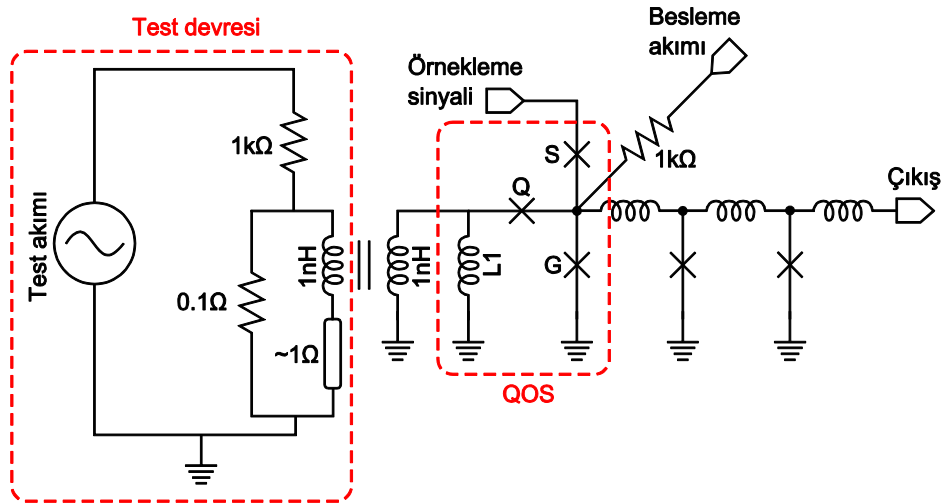 Test devresi
Besleme
akımı
Örnekleme
sinyali
1kΩ
S
1kΩ
Q
Çıkış
Test akımı
1nH
1nH
L1
G
0.1Ω
~1Ω
QOS